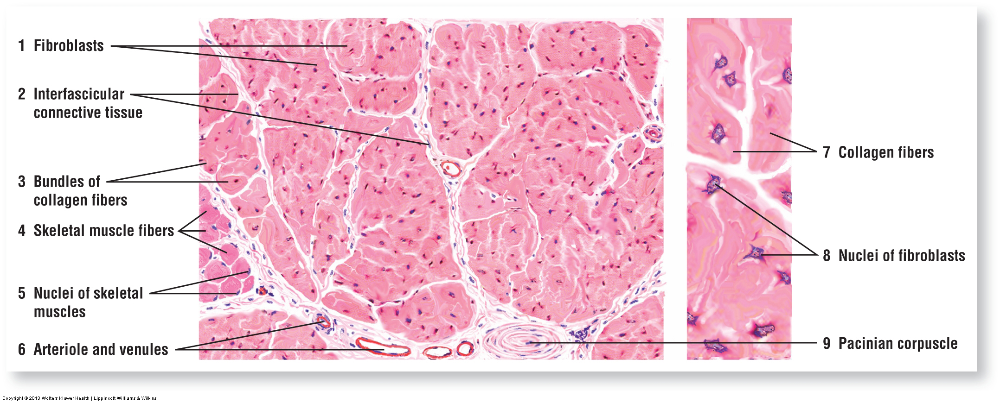 1 Fibroblasts
2 Interfascicular
connective tissue
3 Bundles of
collagen fibers
4 Skeletal muscle fibers
5 Nuclei of skeletal
muscles
6 Arteriole and venules
7 Collagen fibers
8 Nuclei of fibroblasts
9 Pacinian corpuscle
Copyright © 2013 Wolters Kluwer Health | Lippincott Williams & Wilkins